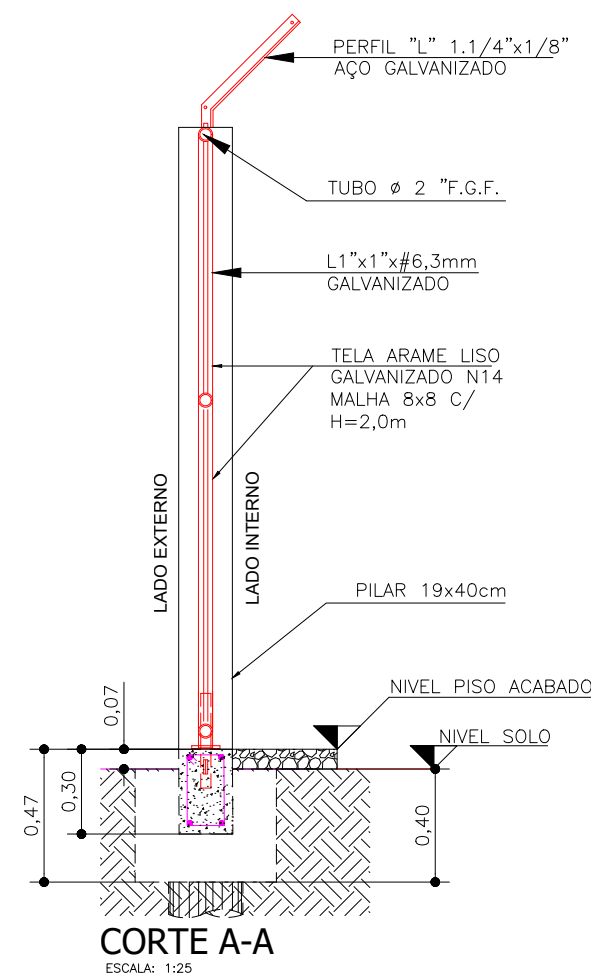 PERFIL "L" 1.1/4"x1/8"
AÇO GALVANIZADO
TUBO ø 2 "F.G.F.
L1"x1"x#6,3mm
GALVANIZADO
TELA ARAME LISO
GALVANIZADO N14
MALHA 8x8 C/
H=2,0m
LADO EXTERNO
LADO INTERNO
PILAR 19x40cm
NIVEL PISO ACABADO
NIVEL SOLO
0,07
0,30
0,47
0,40
CORTE A-A
ESCALA: 1:25